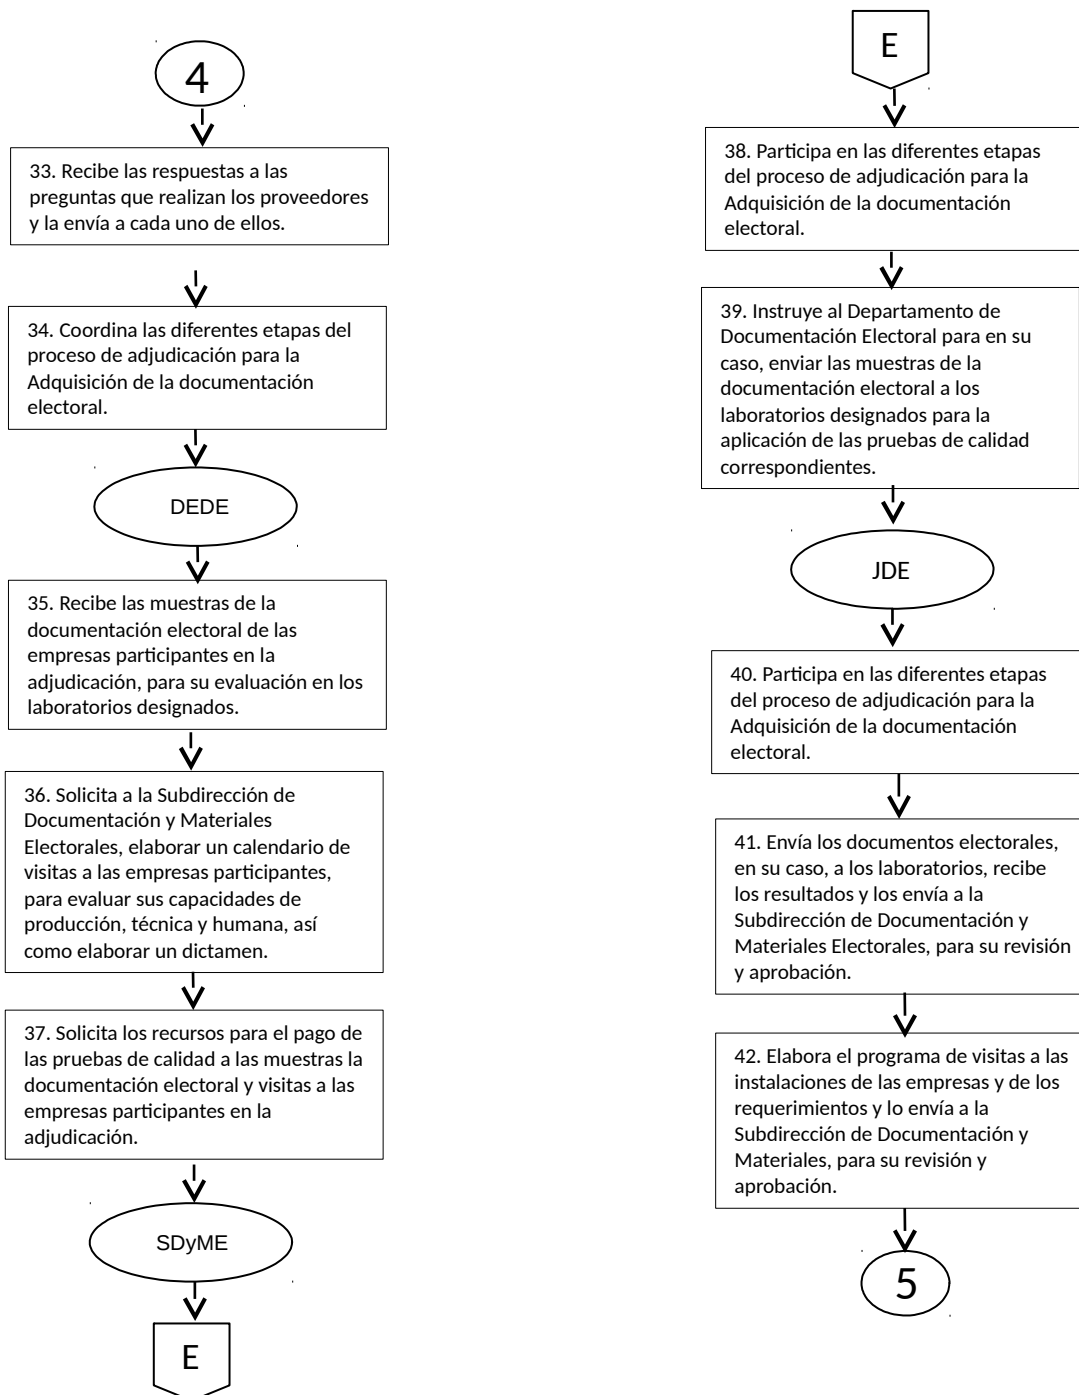 4
33. Recibe las respuestas a las
preguntas que realizan los proveedores
y la envía a cada uno de ellos.
34. Coordina las diferentes etapas del
proceso de adjudicación para la
Adquisición de la documentación
electoral.
DEDE
35. Recibe las muestras de la
documentación electoral de las
empresas participantes en la
adjudicación, para su evaluación en los
laboratorios designados.
36. Solicita a la Subdirección de
Documentación y Materiales
Electorales, elaborar un calendario de
visitas a las empresas participantes,
para evaluar sus capacidades de
producción, técnica y humana, así
como elaborar un dictamen.
37. Solicita los recursos para el pago de
las pruebas de calidad a las muestras la
documentación electoral y visitas a las
empresas participantes en la
adjudicación.
SDyME
E
E
38. Participa en las diferentes etapas
del proceso de adjudicación para la
Adquisición de la documentación
electoral.
39. Instruye al Departamento de
Documentación Electoral para en su
caso, enviar las muestras de la
documentación electoral a los
laboratorios designados para la
aplicación de las pruebas de calidad
correspondientes.
JDE
40. Participa en las diferentes etapas
del proceso de adjudicación para la
Adquisición de la documentación
electoral.
41. Envía los documentos electorales,
en su caso, a los laboratorios, recibe
los resultados y los envía a la
Subdirección de Documentación y
Materiales Electorales, para su revisión
y aprobación.
42. Elabora el programa de visitas a las
instalaciones de las empresas y de los
requerimientos y lo envía a la
Subdirección de Documentación y
Materiales, para su revisión y
aprobación.
5